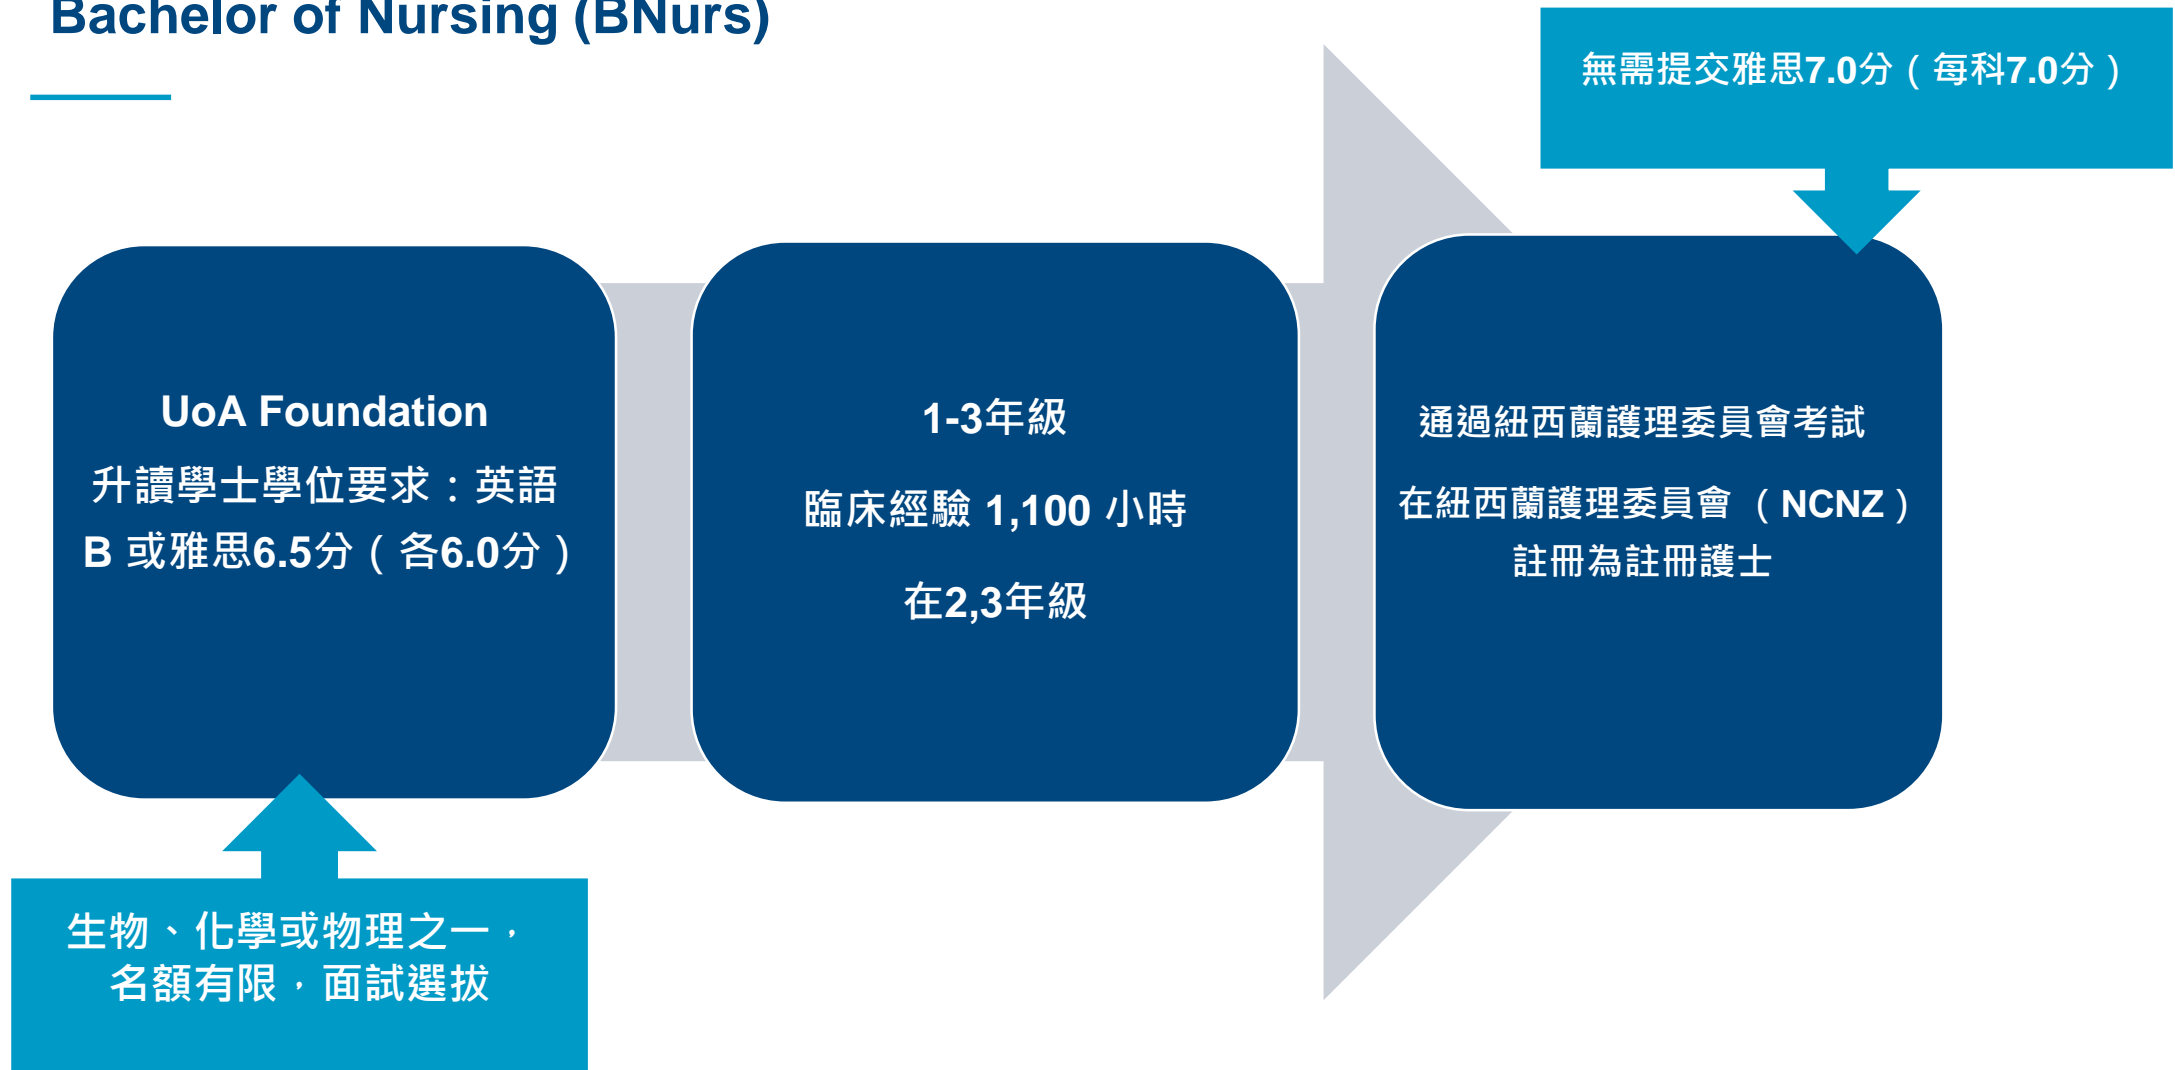 Bachelor of Nursing (BNurs)
無需提交雅思7.0分（每科7.0分）
UoA Foundation
升讀學士學位要求：英語
B 或雅思6.5分（各6.0分）
1-3年級
臨床經驗 1,100 小時
在2,3年級
通過紐西蘭護理委員會考試
在紐西蘭護理委員會 （NCNZ）
註冊為註冊護士
生物、化學或物理之一，
名額有限，面試選拔